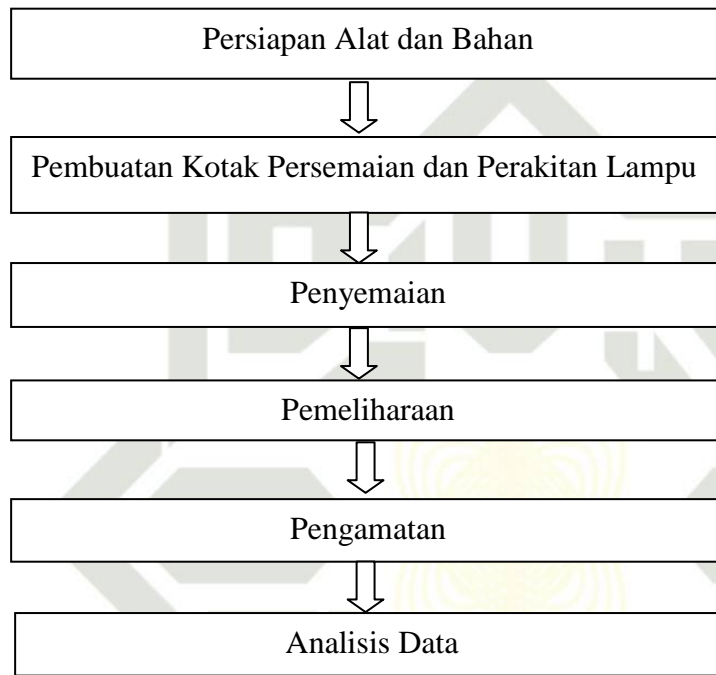 Persiapan Alat dan Bahan
Pembuatan Kotak Persemaian dan Perakitan Lampu
Penyemaian
Pemeliharaan
Pengamatan
Analisis Data